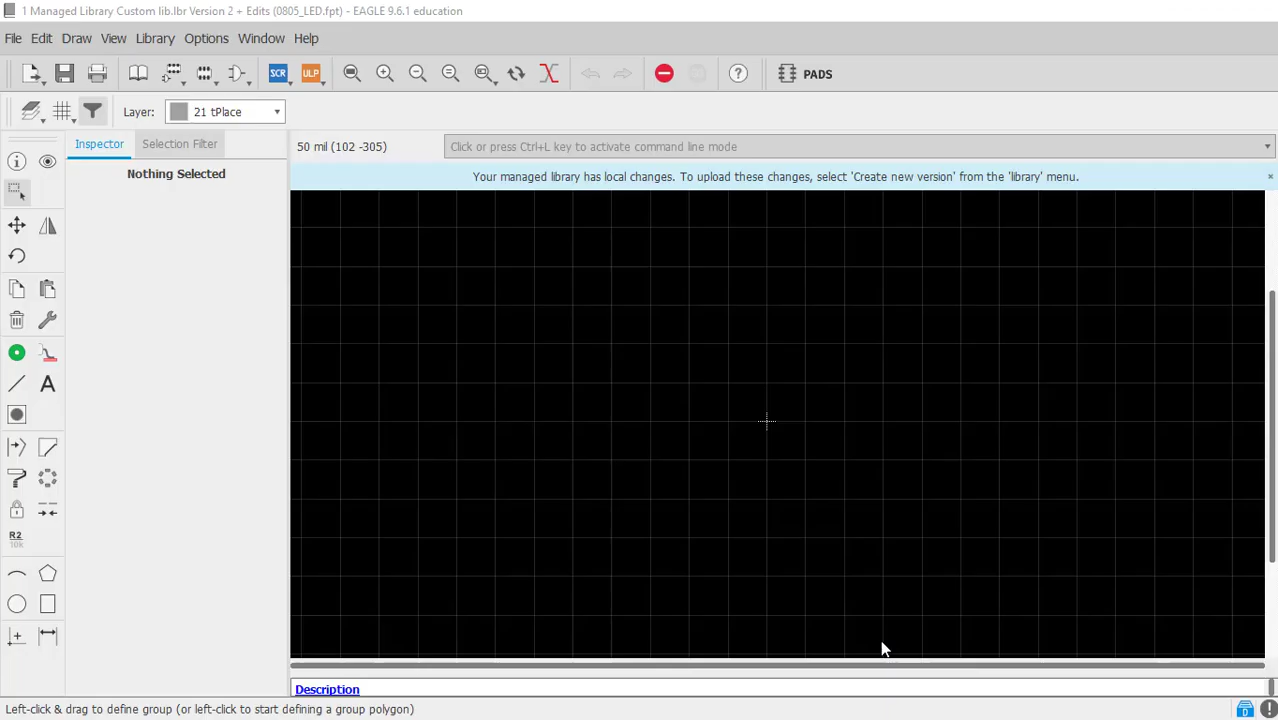 1 Managed Library Custom lib.lbr Version 2 + Edits (0805_LED.fpt) - EAGLE 9.6.1 education
File Edit Draw View Library Options Window Help
SCR ULP PADS
Layer: 21 tPlace
Inspector Selection Filter
50 mil (102 -305)
Click or press Ctrl+L key to activate command line mode
Nothing Selected
Your managed library has local changes. To upload these changes, select 'Create new version' from the 'library' menu.
A
R2
10k
Description
Left-click & drag to define group (or left-click to start defining a group polygon)